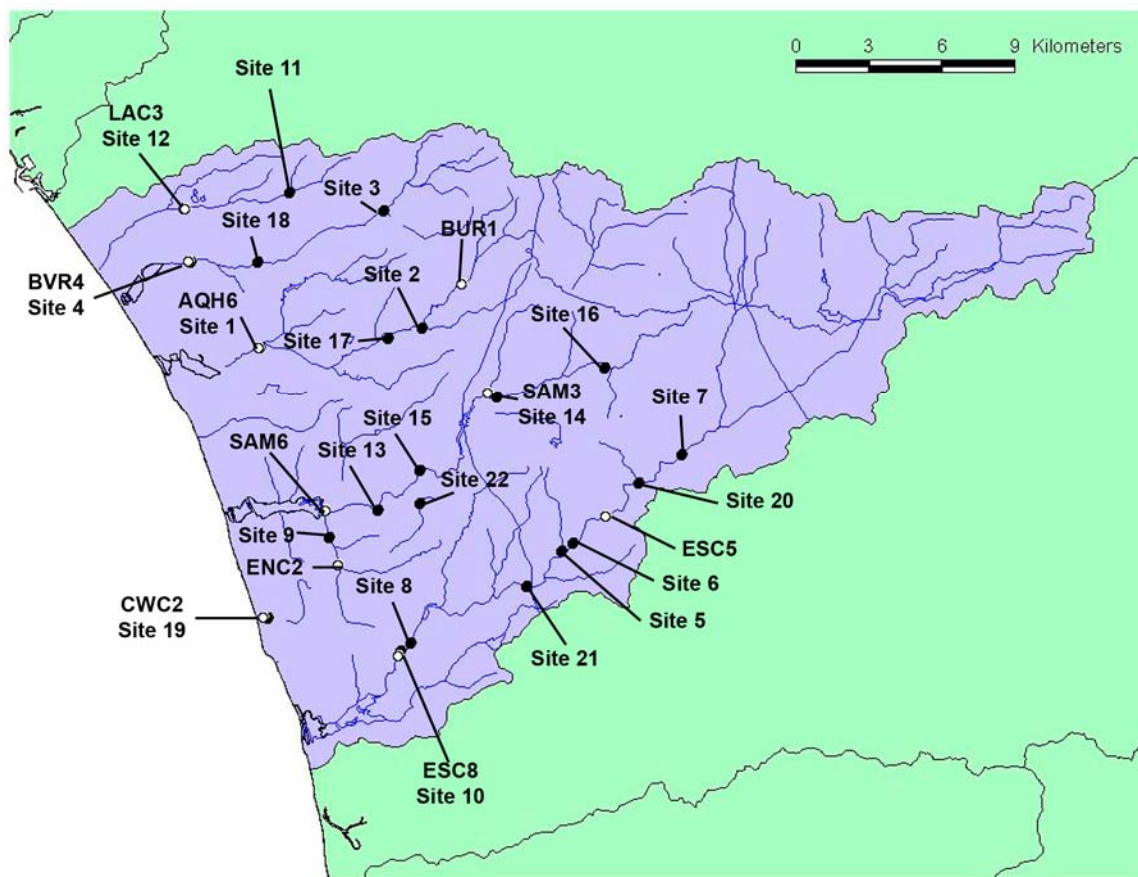 0 3 6 9 Kilometers
Site 11
LAC3
Site 12
Site 3
Site 18
BUR1
BVR4
Site 4
AQH6
Site 1
Site 2
Site 17
Site 16
SAM3
Site 14
Site 7
Site 15
SAM6
Site 13
Site 22
Site 20
Site 9
ENC2
ESC5
Site 8
Site 6
CWC2
Site 19
Site 5
Site 21
ESC8
Site 10